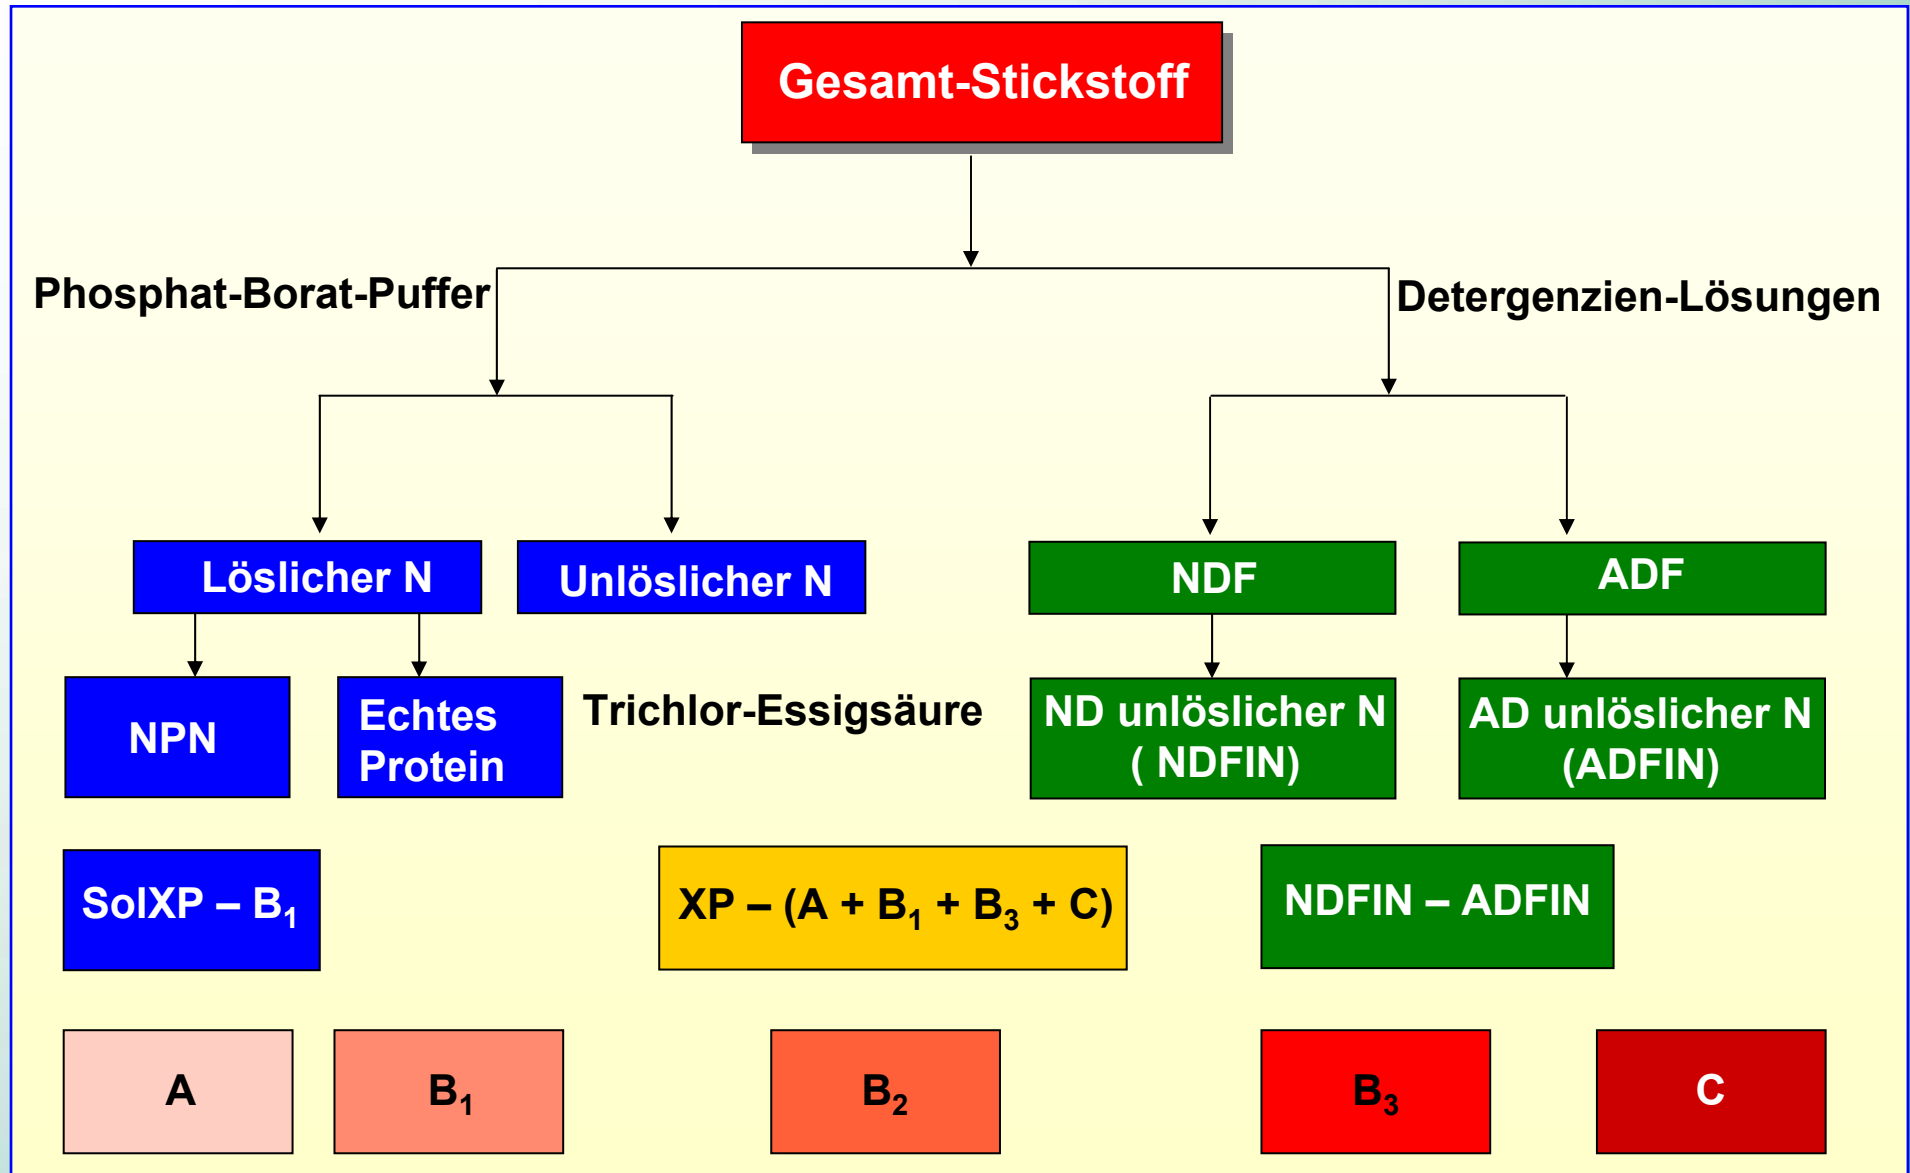 Gesamt-Stickstoff
Phosphat-Borat-Puffer
Detergenzien-Lösungen
Löslicher N
Unlöslicher N
NDF
ADF
NPN
Echtes
Protein
Trichlor-Essigsäure
ND unlöslicher N
( NDFIN)
AD unlöslicher N
(ADFIN)
SolXP – B₁
XP – (A + B₁ + B₃ + C)
NDFIN – ADFIN
A
B₁
B₂
B₃
C